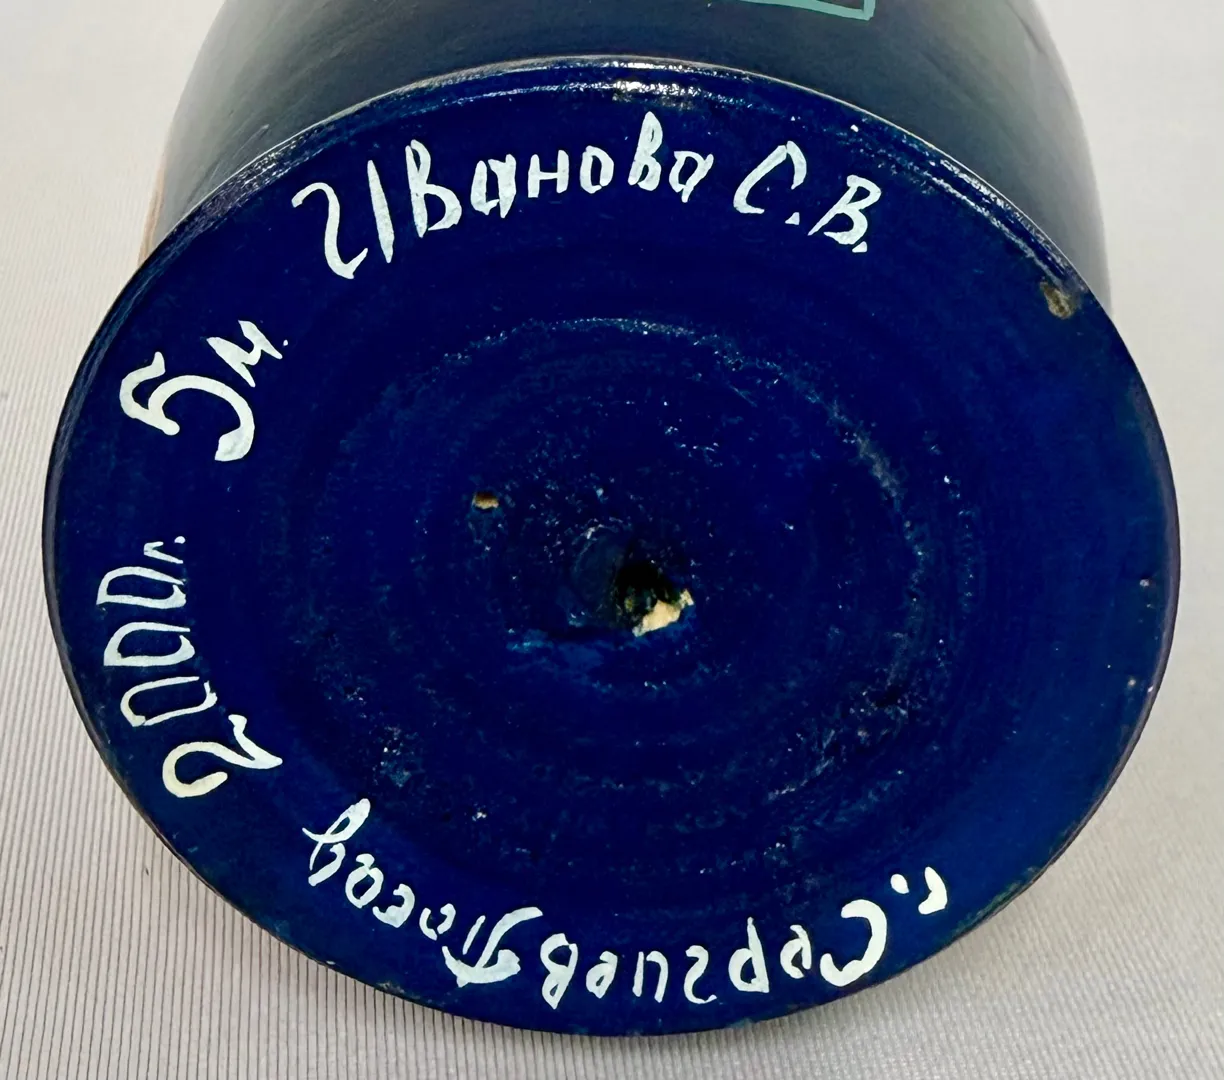 г. Сергиев Посад
2000г.
5м.
Иванова С.В.